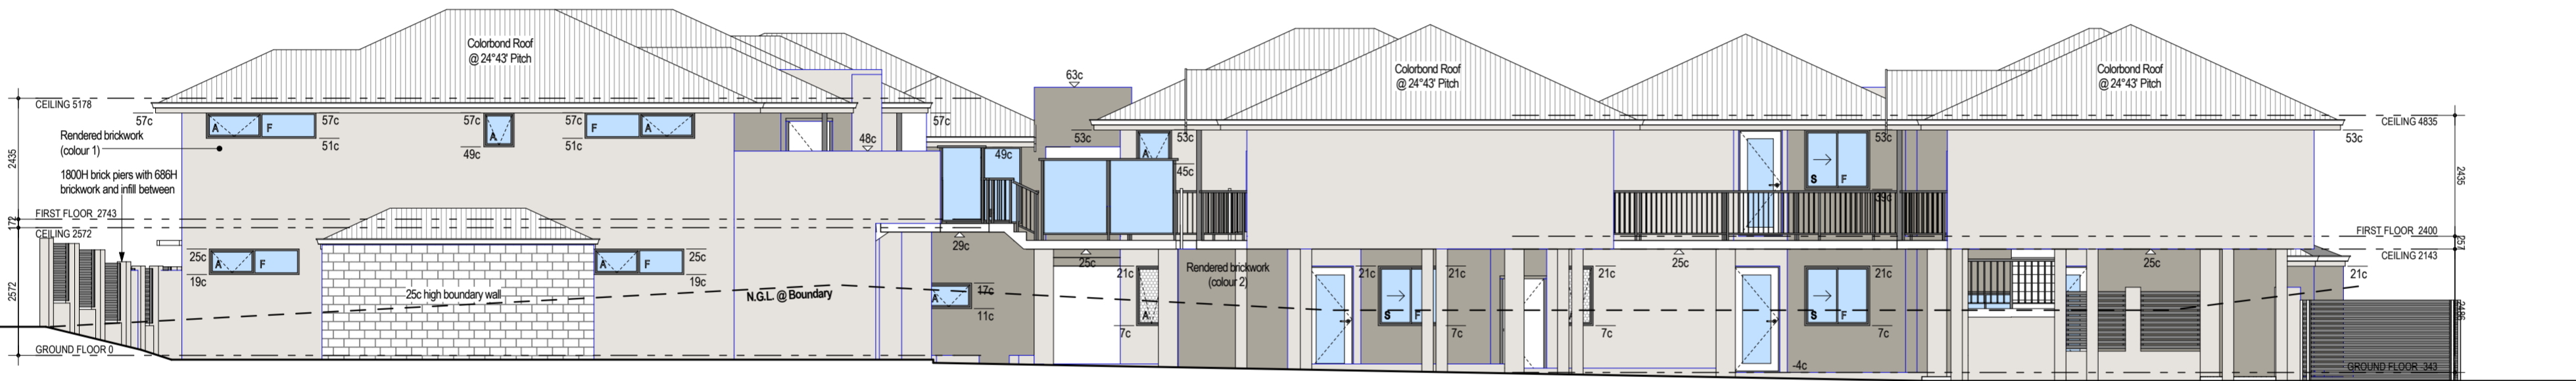 Colorbond Roof
@ 24°43' Pitch
63c
Colorbond Roof
@ 24°43' Pitch
Colorbond Roof
@ 24°43' Pitch
CEILING 5178
57c
57c
57c
57c
57c
CEILING 4835
A
F
A
F
A
Rendered brickwork
(colour 1)
51c
49c
51c
48c
53c
53c
53c
53c
49c
A
45c
2435
1800H brick piers with 686H
brickwork and infill between
S
F
39c
2435
FIRST FLOOR 2743
172
CEILING 2572
FIRST FLOOR 2400
257
CEILING 2143
29c
25c
25c
25c
25c
A
F
25c
A
F
25c
19c
19c
21c
Rendered brickwork
(colour 2)
21c
21c
21c
21c
21c
25c high boundary wall
N.G.L. @ Boundary
A
17c
11c
A
S
F
S
F
7c
7c
7c
7c
2572
GROUND FLOOR 0
-4c
GROUND FLOOR -343